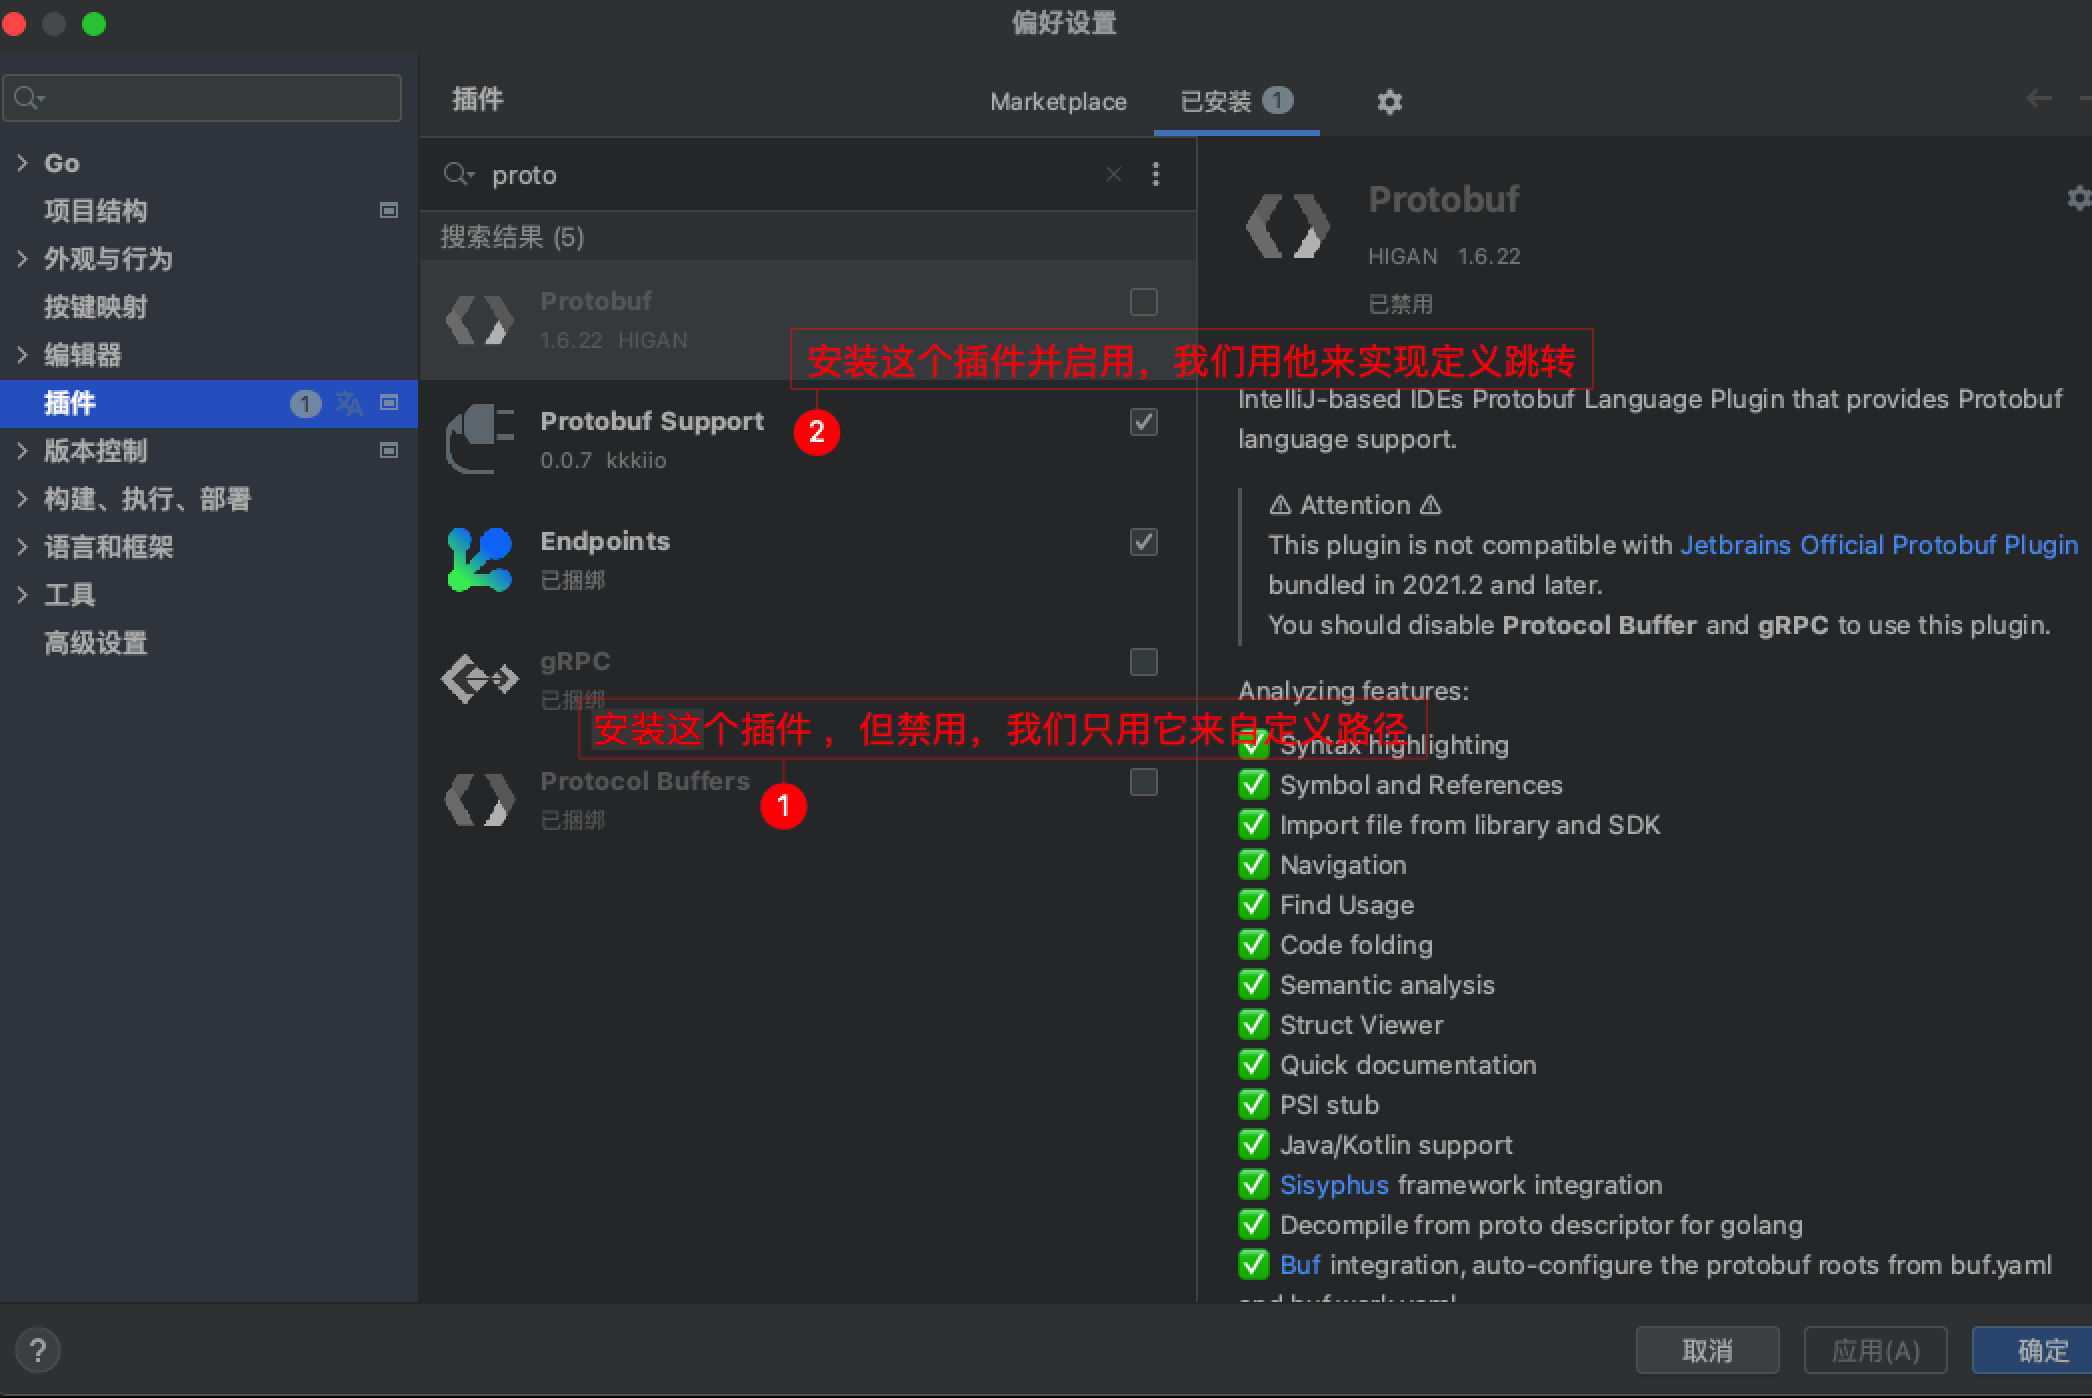 偏好设置
插件
Marketplace
已安装 1
Go
项目结构
外观与行为
按键映射
编辑器
插件 1
版本控制
构建、执行、部署
语言和框架
工具
高级设置
proto
搜索结果 (5)
Protobuf
1.6.22 HIGAN
安装这个插件并启用，我们用他来实现定义跳转
Protobuf Support
2
0.0.7 kkkiio
Endpoints
已捆绑
gRPC
已捆绑
安装这个插件 ，但禁用，我们只用它来自定义路径
Protocol Buffers
1
已捆绑
Protobuf
HIGAN 1.6.22
已禁用
IntelliJ-based IDEs Protobuf Language Plugin that provides Protobuf
language support.
⚠ Attention ⚠
This plugin is not compatible with Jetbrains Official Protobuf Plugin
bundled in 2021.2 and later.
You should disable Protocol Buffer and gRPC to use this plugin.
Analyzing features:
Syntax highlighting
Symbol and References
Import file from library and SDK
Navigation
Find Usage
Code folding
Semantic analysis
Struct Viewer
Quick documentation
PSI stub
Java/Kotlin support
Sisyphus framework integration
Decompile from proto descriptor for golang
Buf integration, auto-configure the protobuf roots from buf.yaml
?
取消
应用(A)
确定